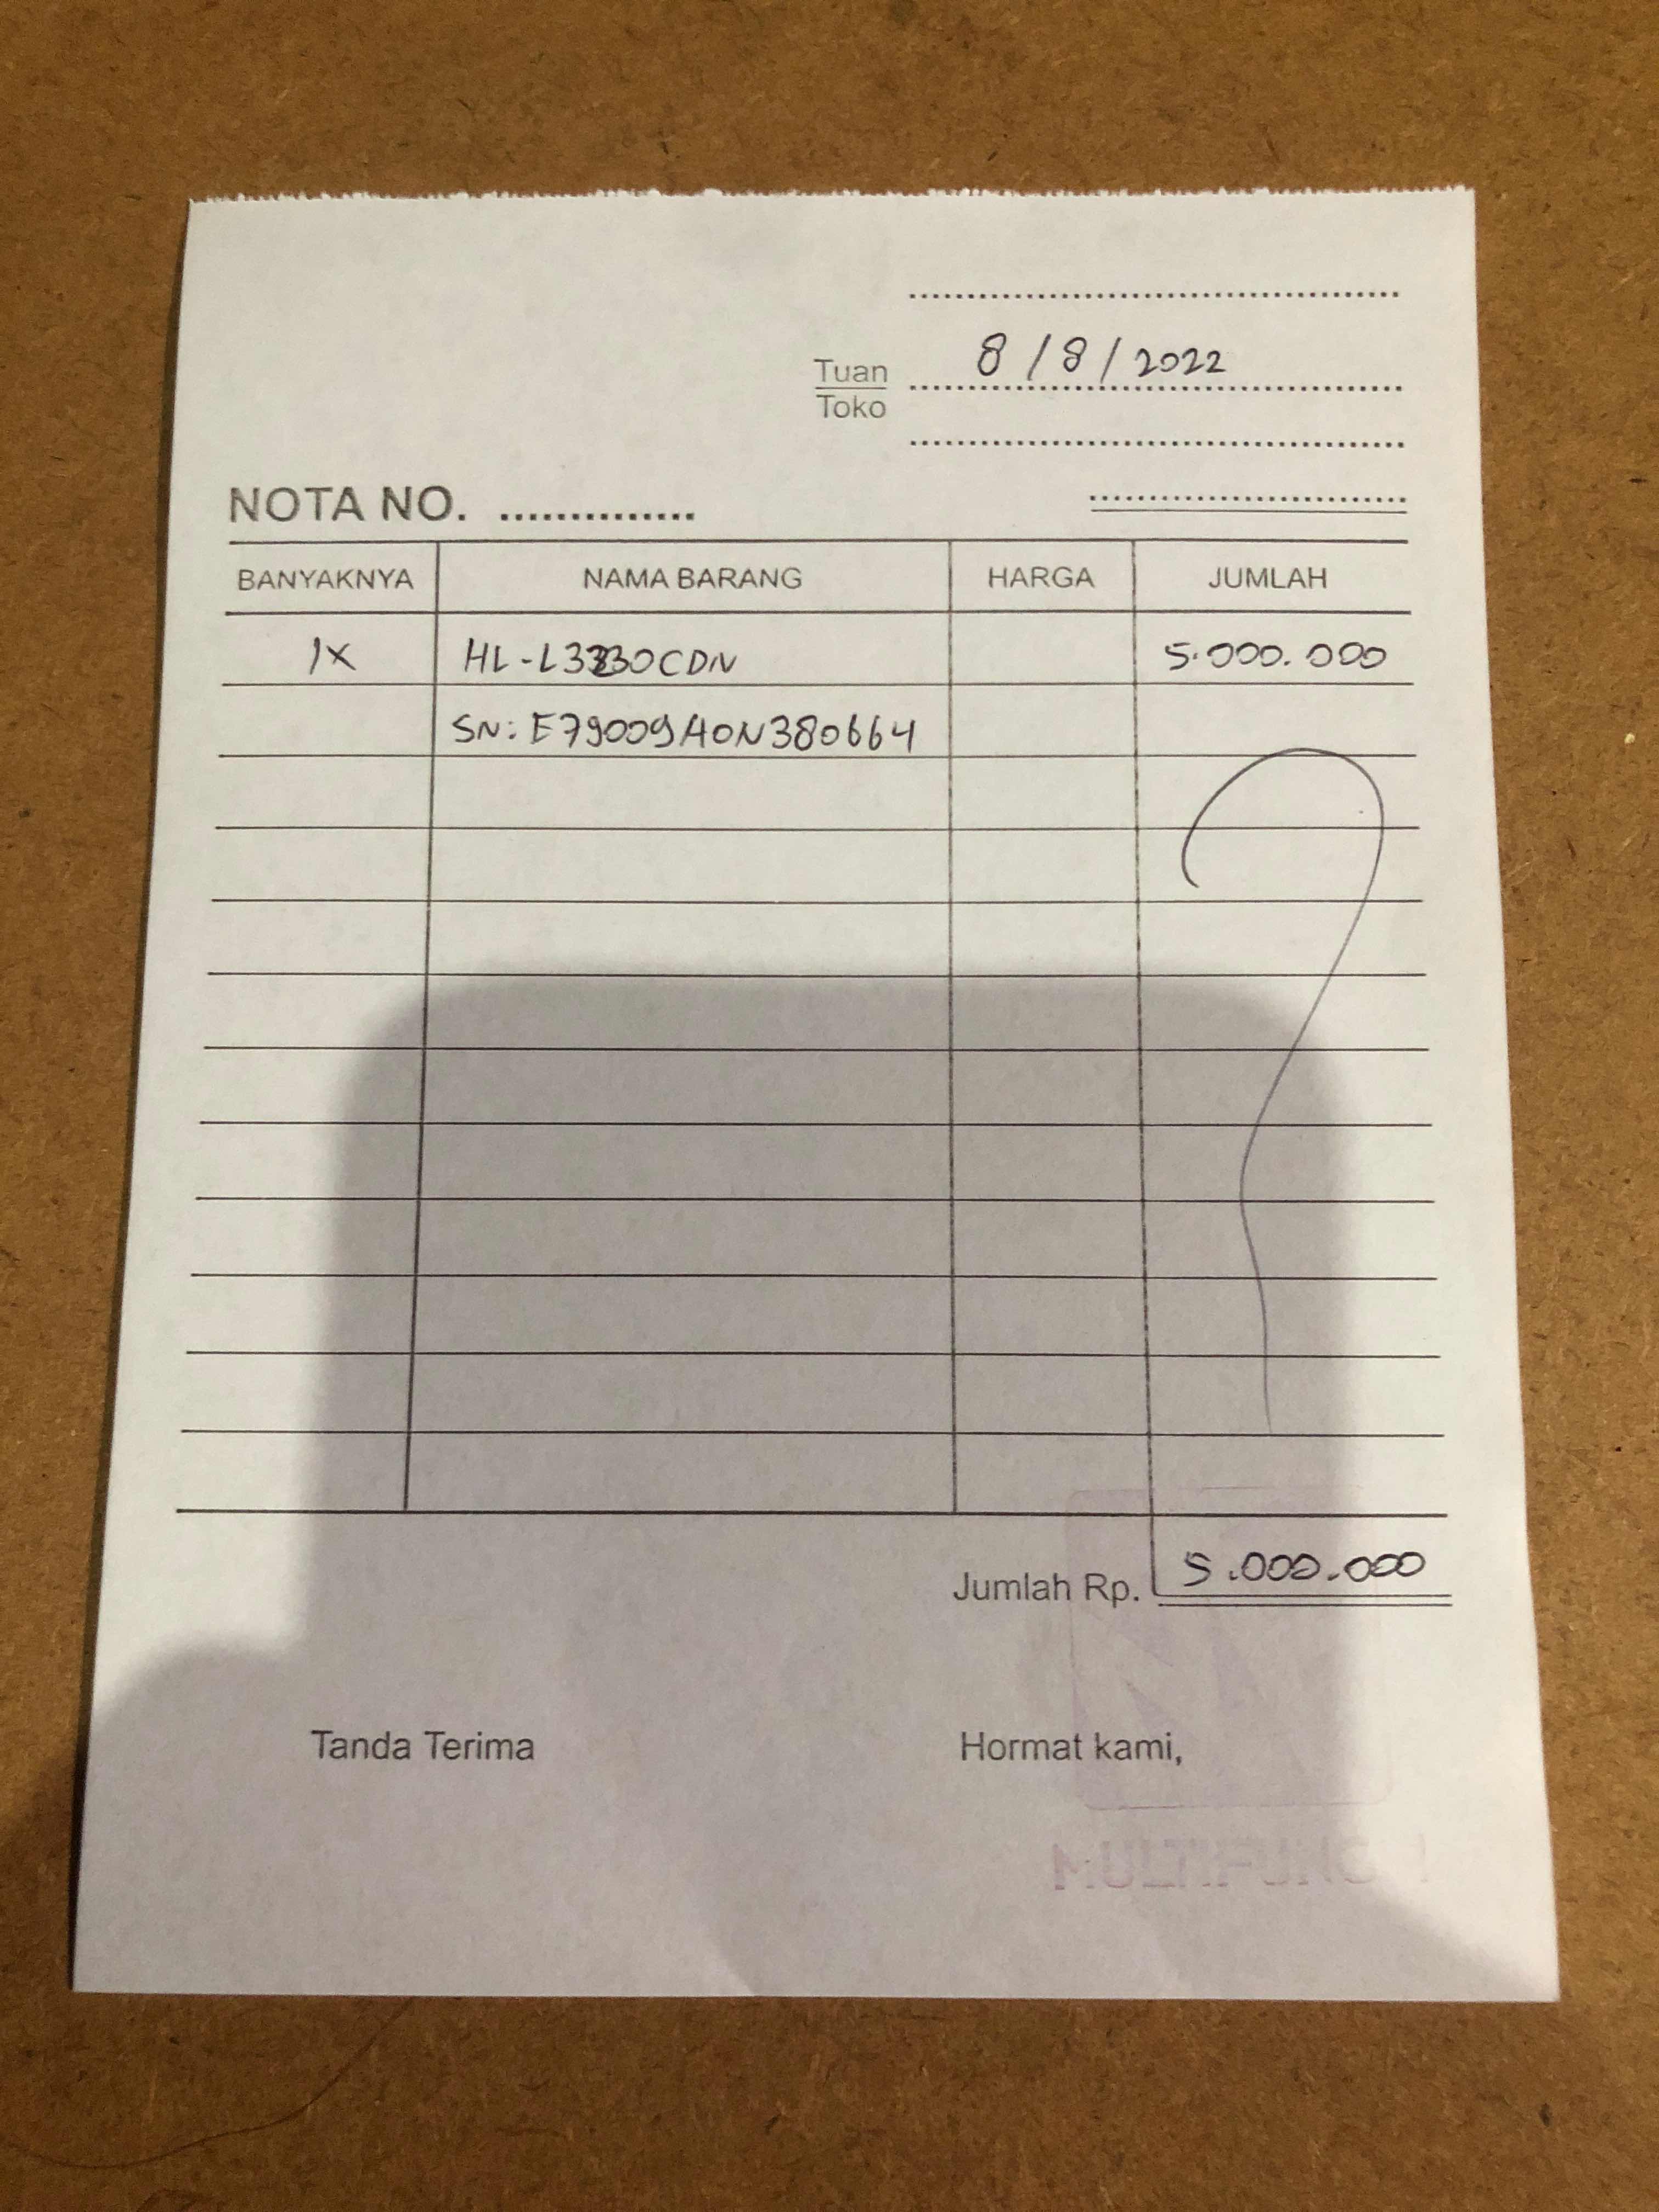 8/8/2022
Tuan
Toko
NOTA NO. ..............
BANYAKNYA NAMA BARANG HARGA JUMLAH
1X HL-L3230CDN 5.000.000
SN: E79009A0N380664
Jumlah Rp. 5.000.000
Tanda Terima Hormat kami,